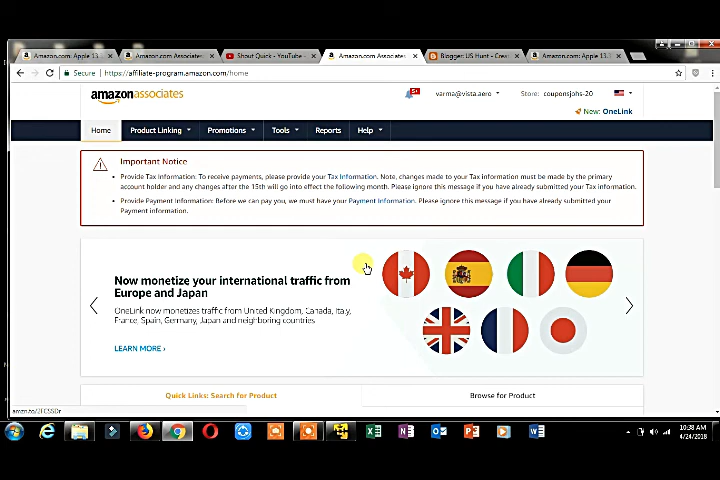 Amazon.com: Apple 13.
Amazon.com Associates
Shout Quick - YouTube -
Amazon.com Associates
Blogger: US Hunt - Crea
Amazon.com: Apple 13.
Secure
https://affiliate-program.amazon.com/home
amazonassociates
varma@vista.aero
Store: couponsjohs-20
New: OneLink
Home
Product Linking
Promotions
Tools
Reports
Help
Important Notice
Provide Tax Information: To receive payments, please provide your Tax Information. Note, changes made to your Tax information must be made by the primary
account holder and any changes after the 15th will go into effect the following month. Please ignore this message if you have already submitted your Tax information.
Provide Payment Information: Before we can pay you, we must have your Payment Information. Please ignore this message if you have already submitted your
Payment information.
Now monetize your international traffic from
Europe and Japan
OneLink now monetizes traffic from United Kingdom, Canada, Italy,
France, Spain, Germany, Japan and neighboring countries
LEARN MORE ›
Quick Links: Search for Product
Browse for Product
10:38 AM
4/24/2018